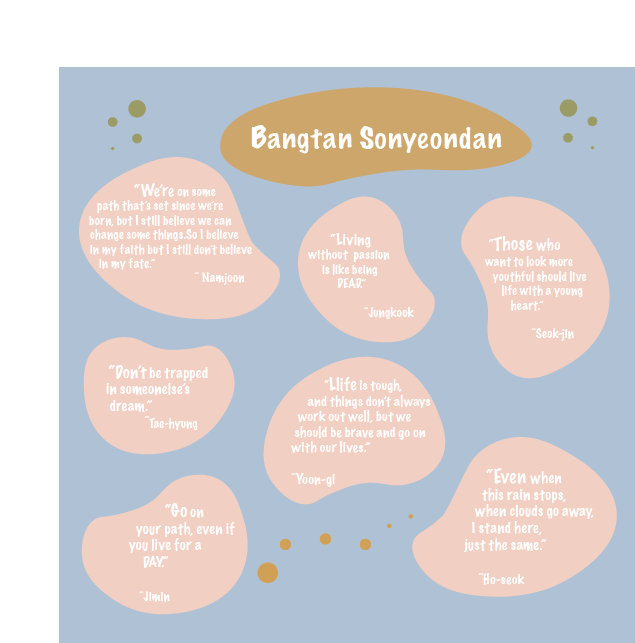 Bangtan Sonyeondan
"We're on some
path that's set since we're
born, but I still believe we can
change some things.So I believe
in my faith but I still don't believe
in my fate."
~ Namjoon
"Living
without passion
is like being
DEAD."
~Jungkook
"Those who
want to look more
youthful should live
life with a young
heart."
~Seok-jin
"Don't be trapped
in someonelse's
dream."
~Tae-hyung
"LIife is tough,
and things don't always
work out well, but we
should be brave and go on
with our lives."
~Yoon-gi
"Go on
your path, even if
you live for a
DAY."
~Jimin
"Even when
this rain stops,
when clouds go away,
I stand here,
just the same."
~Ho-seok